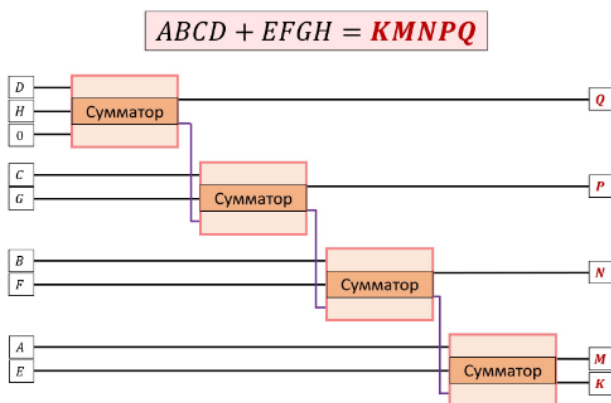 ABCD + EFGH = KMNPQ
D
H
0
Сумматор
Q
C
G
Сумматор
P
B
F
Сумматор
N
A
E
Сумматор
M
K